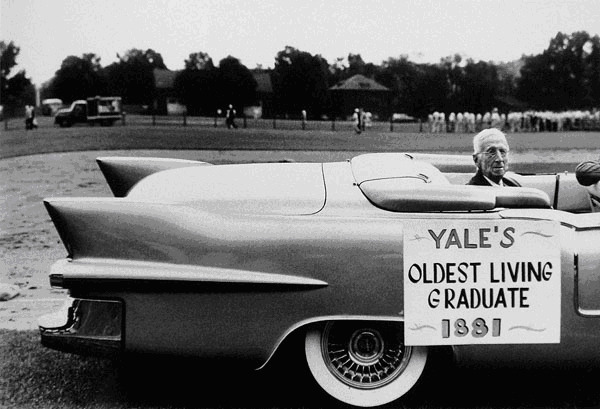 YALE'S
OLDEST LIVING
GRADUATE
1881